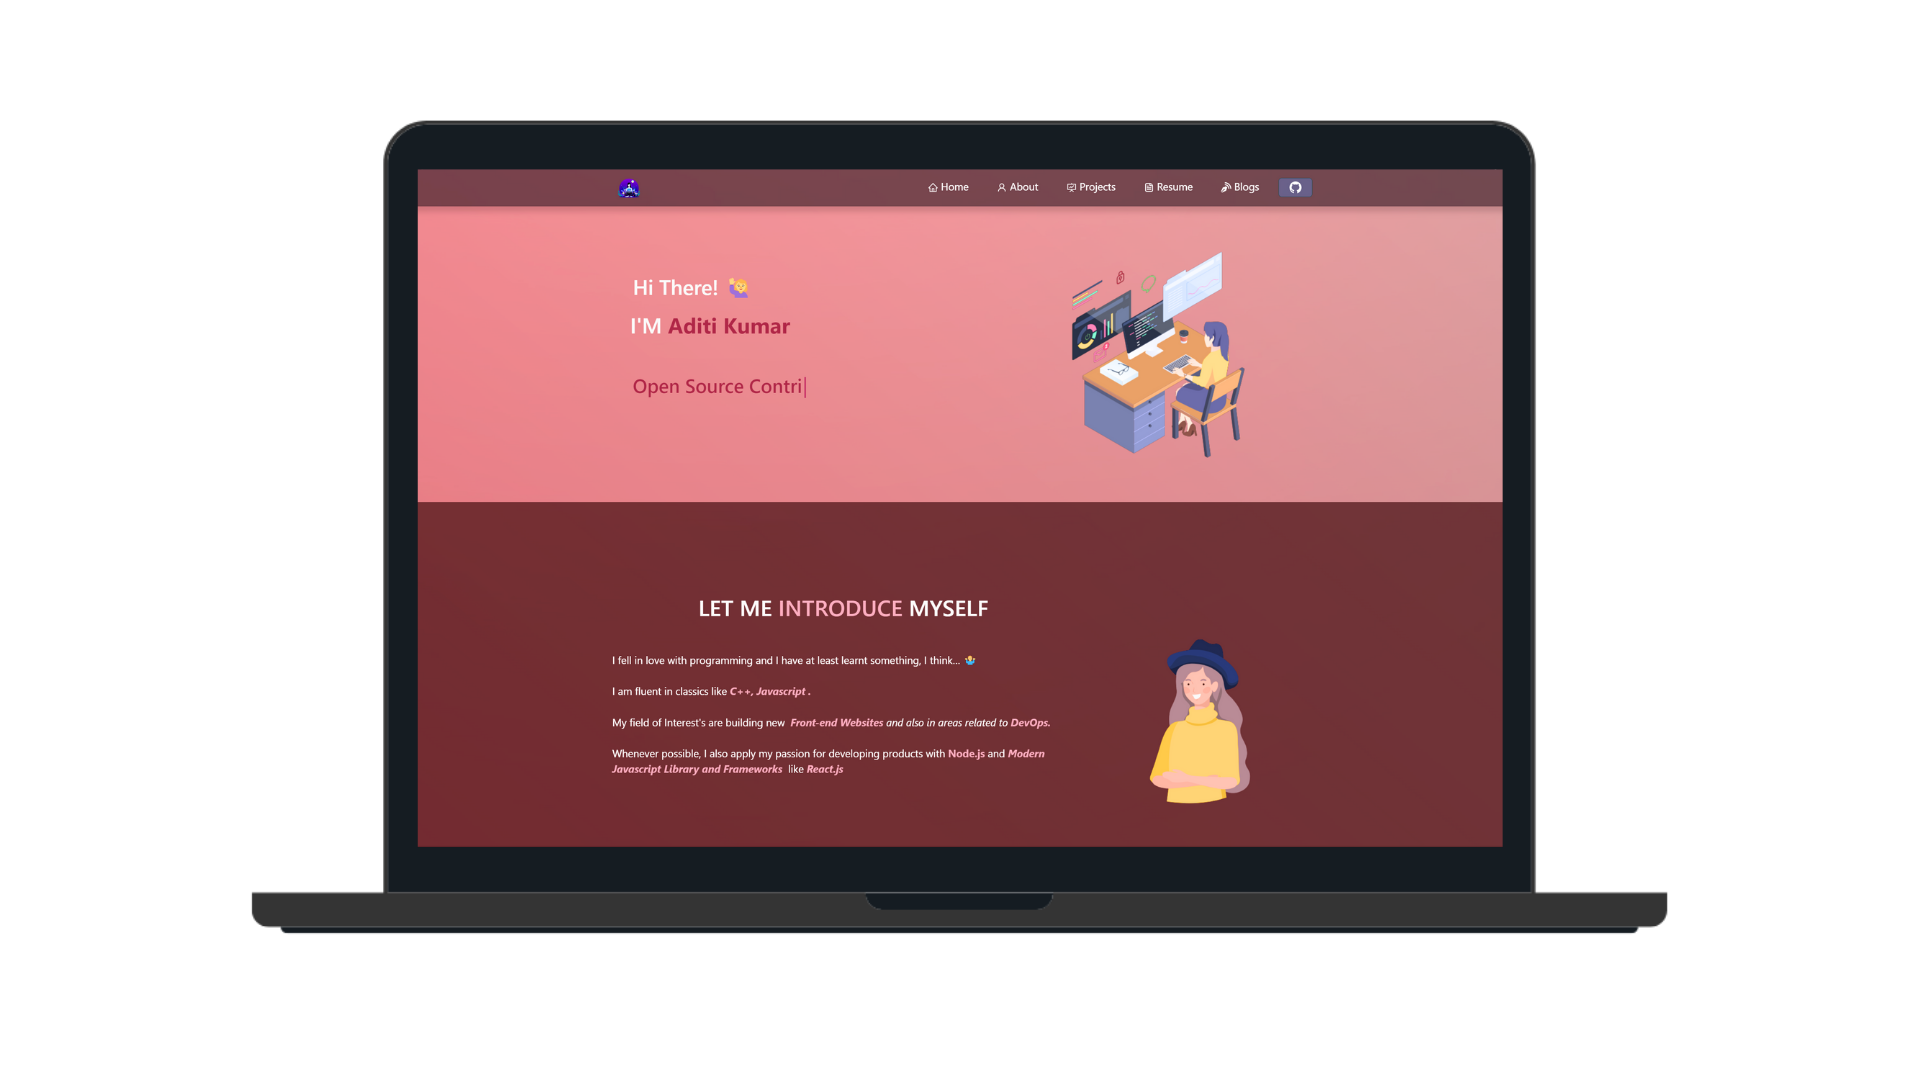 Home About Projects Resume Blogs
Hi There!
I'M Aditi Kumar
Open Source Contri
LET ME INTRODUCE MYSELF
I fell in love with programming and I have at least learnt something, I think...
I am fluent in classics like C++, Javascript .
My field of Interest's are building new Front-end Websites and also in areas related to DevOps.
Whenever possible, I also apply my passion for developing products with Node.js and Modern
Javascript Library and Frameworks like React.js